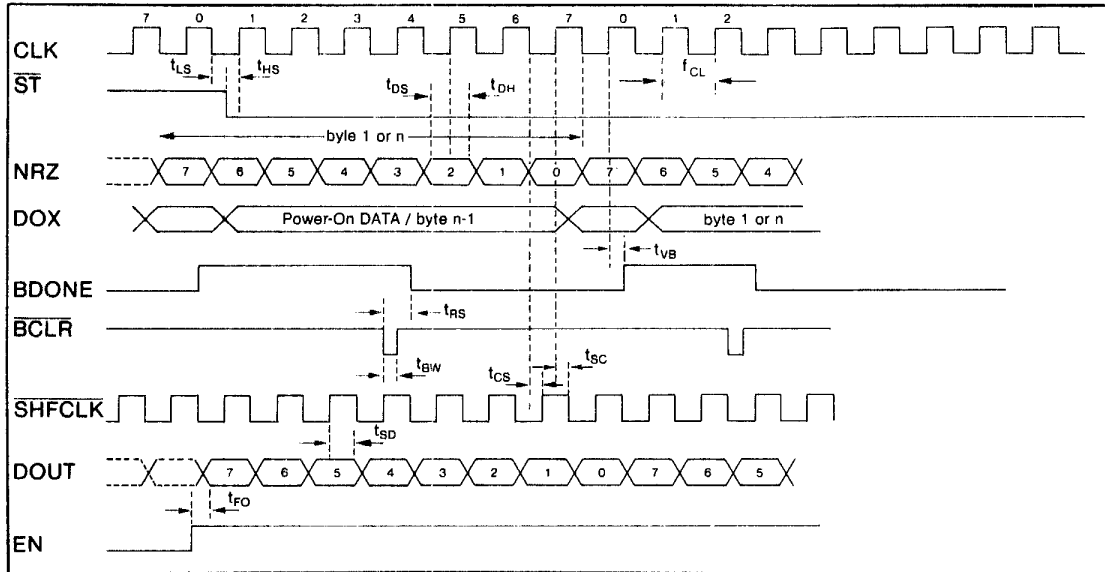 7 0 1 2 3 4 5 6 7 0 1 2
CLK
t_LS t_HS f_CL
ST
t_DS t_DH
byle 1 or n
NRZ 7 6 5 4 3 2 1 0 7 6 5 4
DOX Power-On DATA / byte n-1 byte 1 or n
t_VB
BDONE
t_RS
BCLR
t_BW t_CS t_SC
SHFCLK
t_SD
DOUT 7 6 5 4 3 2 1 0 7 6 5
t_FO
EN